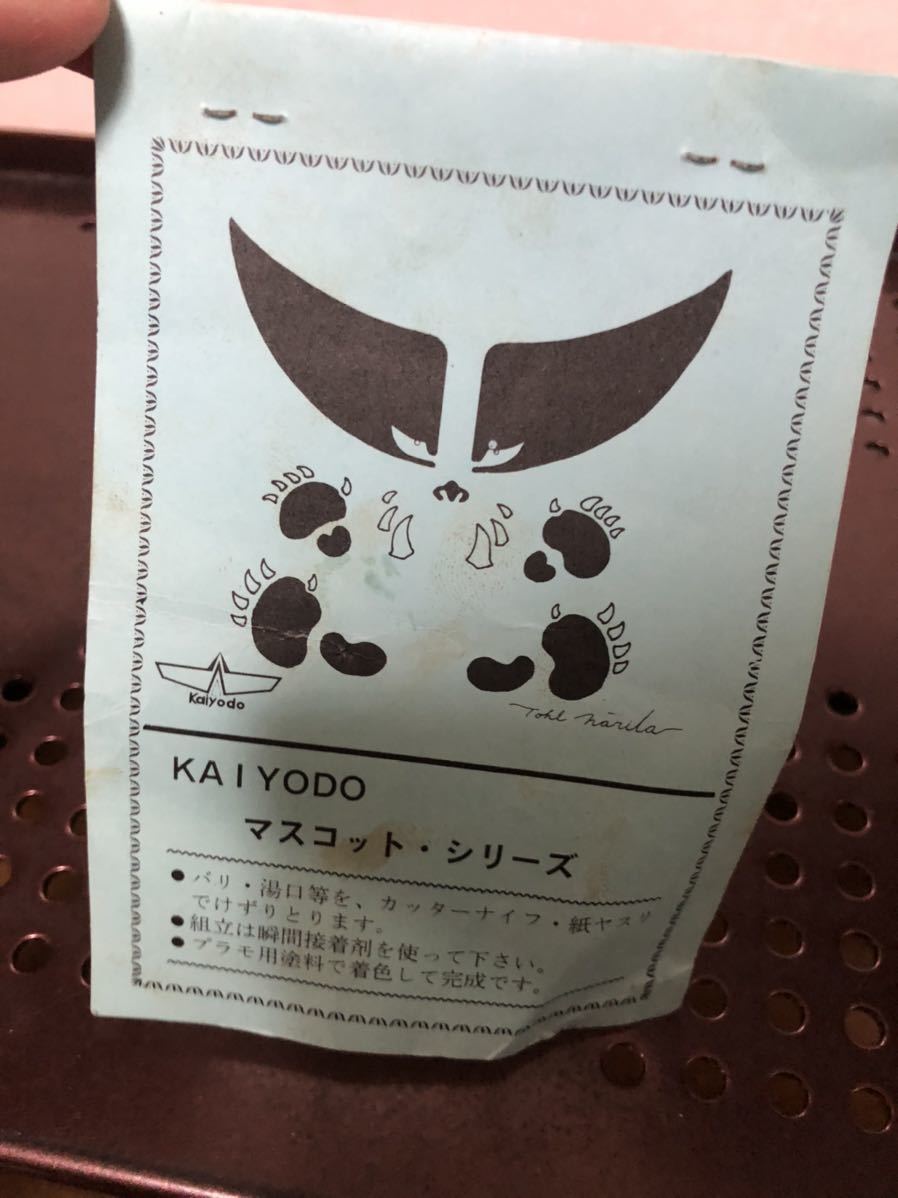 Kaiyodo
Tohl Narita
KAIYODO
マスコット・シリーズ
●バリ・湯口等を、カッターナイフ・紙ヤスリ
でけずりとります。
●組立は瞬間接着剤を使って下さい。
●プラモ用塗料で着色して完成です。